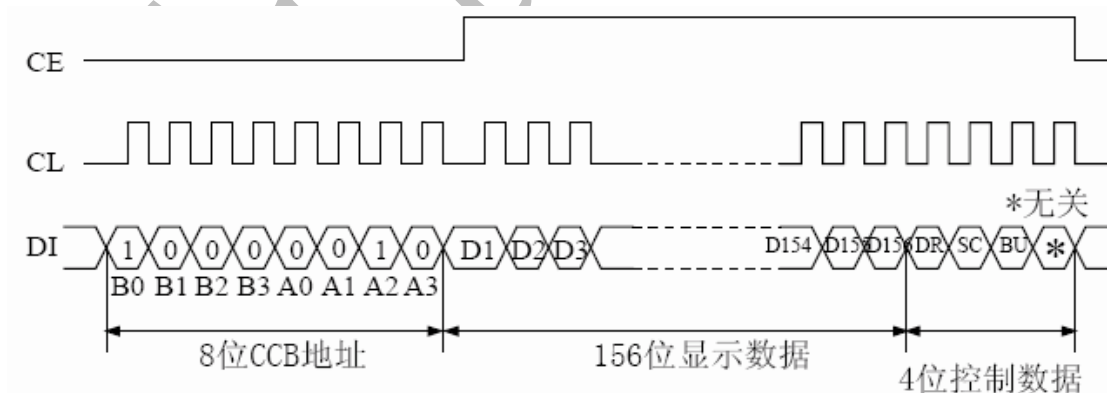 CE
CL
*无关
DI 1 0 0 0 0 0 1 0 D1 D2 D3 D154 D155 D156 DR SC BU *
B0 B1 B2 B3 A0 A1 A2 A3
8位CCB地址 156位显示数据 4位控制数据